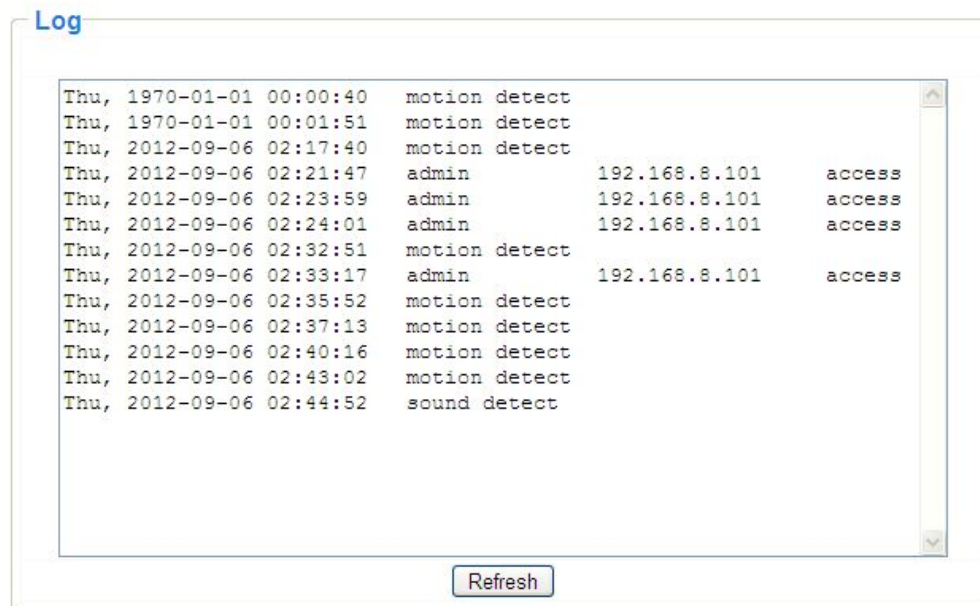 Log
Thu, 1970-01-01 00:00:40 motion detect
Thu, 1970-01-01 00:01:51 motion detect
Thu, 2012-09-06 02:17:40 motion detect
Thu, 2012-09-06 02:21:47 admin 192.168.8.101 access
Thu, 2012-09-06 02:23:59 admin 192.168.8.101 access
Thu, 2012-09-06 02:24:01 admin 192.168.8.101 access
Thu, 2012-09-06 02:32:51 motion detect
Thu, 2012-09-06 02:33:17 admin 192.168.8.101 access
Thu, 2012-09-06 02:35:52 motion detect
Thu, 2012-09-06 02:37:13 motion detect
Thu, 2012-09-06 02:40:16 motion detect
Thu, 2012-09-06 02:43:02 motion detect
Thu, 2012-09-06 02:44:52 sound detect
Refresh